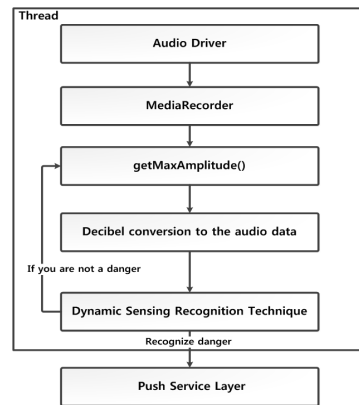 Thread
Audio Driver
MediaRecorder
getMaxAmplitude()
Decibel conversion to the audio data
If you are not a danger
Dynamic Sensing Recognition Technique
Recognize danger
Push Service Layer